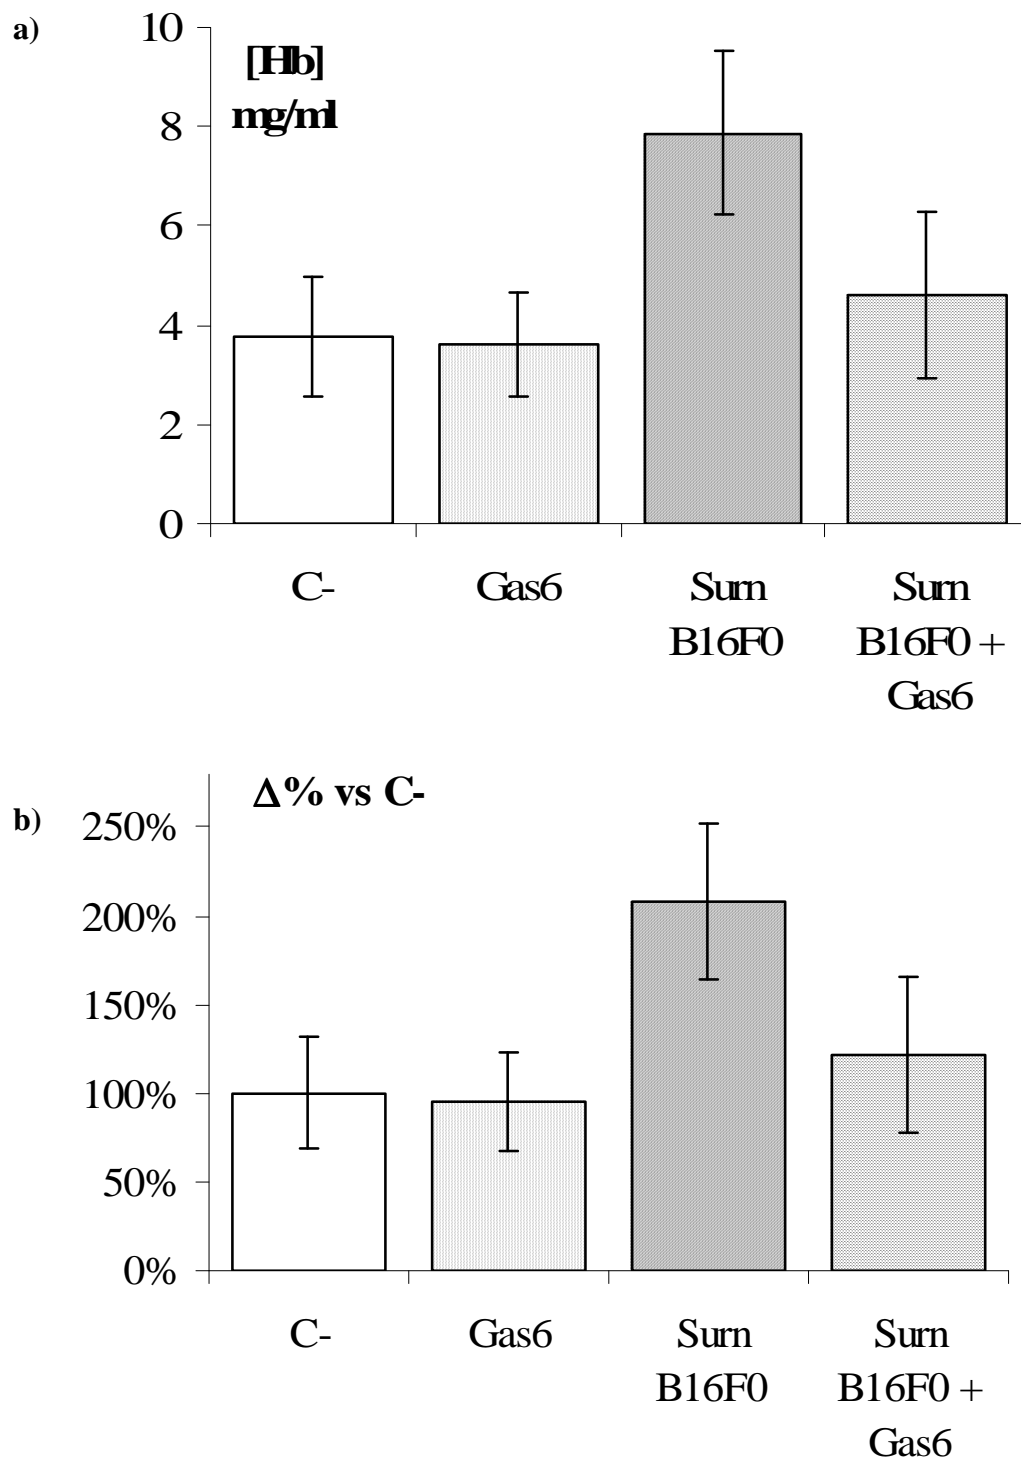 a)
[Hb]
mg/ml
10
8
6
4
2
0
C-
Gas6
Surn
B16F0
Surn
B16F0 +
Gas6
b)
Δ% vs C-
250%
200%
150%
100%
50%
0%
C-
Gas6
Surn
B16F0
Surn
B16F0 +
Gas6